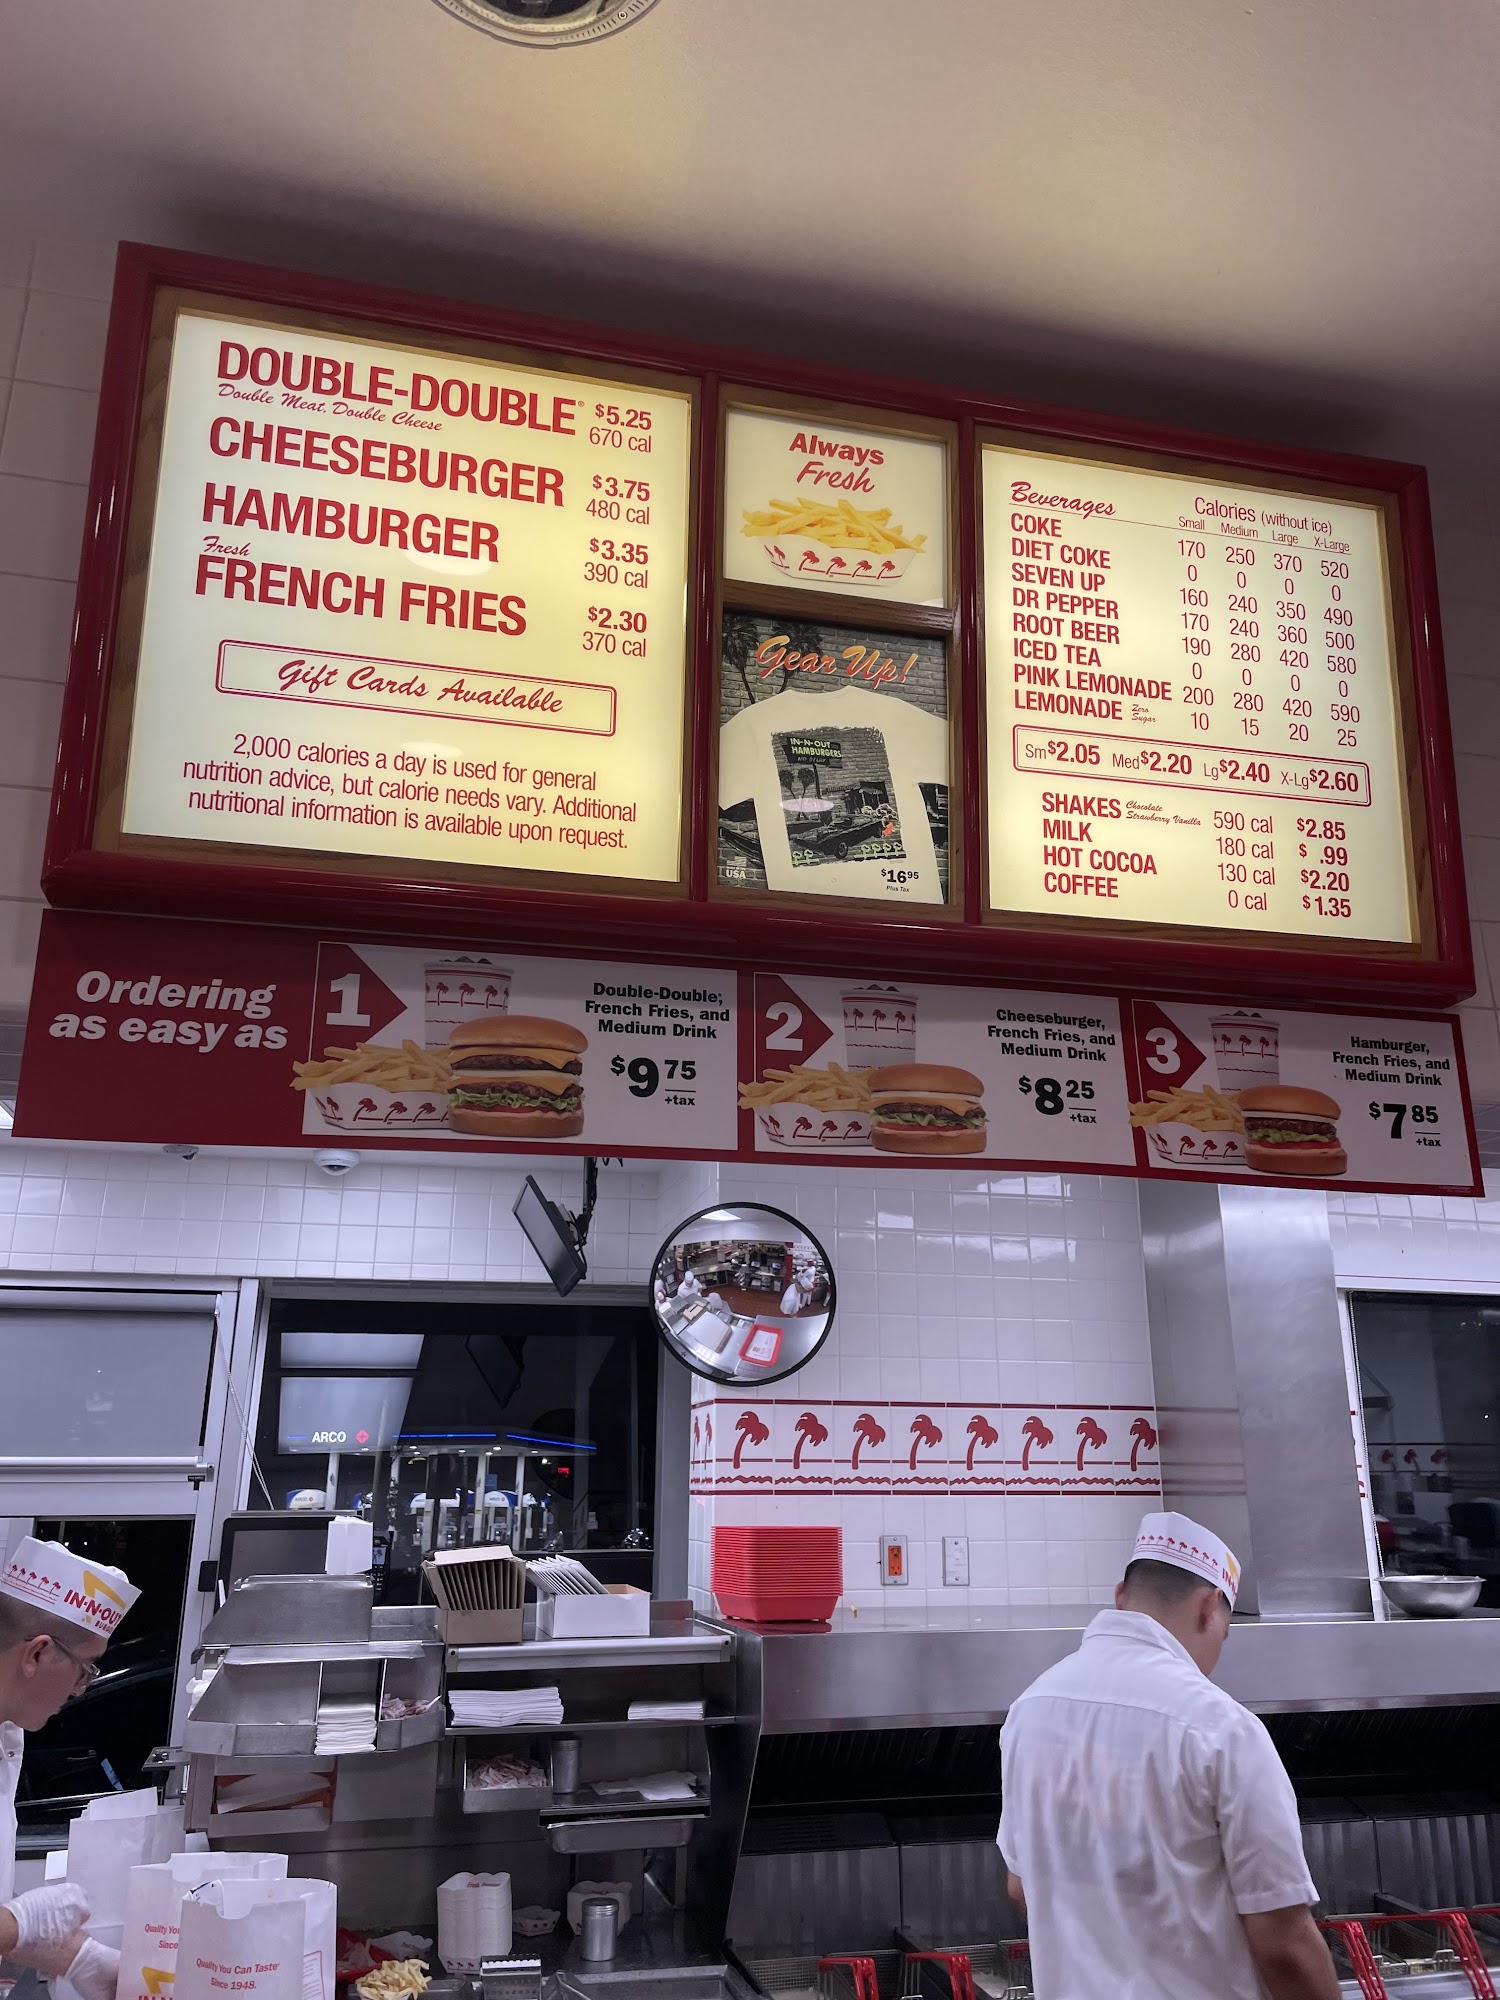 DOUBLE-DOUBLE® $5.25
Double Meat, Double Cheese 670 cal
CHEESEBURGER $3.75
480 cal
HAMBURGER $3.35
390 cal
Fresh
FRENCH FRIES $2.30
370 cal
Gift Cards Available
2,000 calories a day is used for general
nutrition advice, but calorie needs vary. Additional
nutritional information is available upon request.
Always
Fresh
Gear Up!
IN-N-OUT
HAMBURGERS
NO DELAY
USA
$16.95
Plus Tax
Beverages Calories (without ice)
Small Medium Large X-Large
COKE 170 250 370 520
DIET COKE 0 0 0 0
SEVEN UP 160 240 350 490
DR PEPPER 170 240 360 500
ROOT BEER 190 280 420 580
ICED TEA 0 0 0 0
PINK LEMONADE 200 280 420 590
LEMONADE Zero Sugar 10 15 20 25
Sm$2.05 Med$2.20 Lg$2.40 X-Lg$2.60
SHAKES Chocolate Strawberry Vanilla 590 cal $2.85
MILK 180 cal $ .99
HOT COCOA 130 cal $2.20
COFFEE 0 cal $1.35
Ordering
as easy as
1
Double-Double,
French Fries, and
Medium Drink
$9 75
+tax
2
Cheeseburger,
French Fries, and
Medium Drink
$8 25
+tax
3
Hamburger,
French Fries, and
Medium Drink
$7 85
+tax
ARCO
IN-N-OUT
Quality You
Since
Quality You Can Taste
Since 1948.